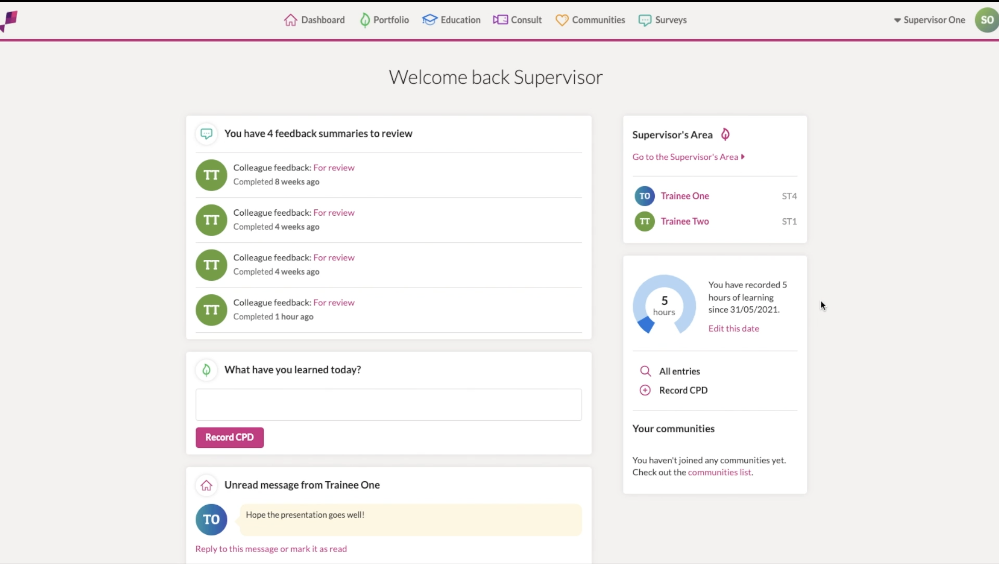 Dashboard Portfolio Education Consult Communities Surveys Supervisor One SO
Welcome back Supervisor
You have 4 feedback summaries to review
TT
Colleague feedback: For review
Completed 8 weeks ago
TT
Colleague feedback: For review
Completed 4 weeks ago
TT
Colleague feedback: For review
Completed 4 weeks ago
TT
Colleague feedback: For review
Completed 1 hour ago
What have you learned today?
Record CPD
Unread message from Trainee One
TO
Hope the presentation goes well!
Reply to this message or mark it as read
Supervisor's Area
Go to the Supervisor's Area
TO Trainee One ST4
TT Trainee Two ST1
5
hours
You have recorded 5
hours of learning
since 31/05/2021.
Edit this date
All entries
Record CPD
Your communities
You haven't joined any communities yet.
Check out the communities list.